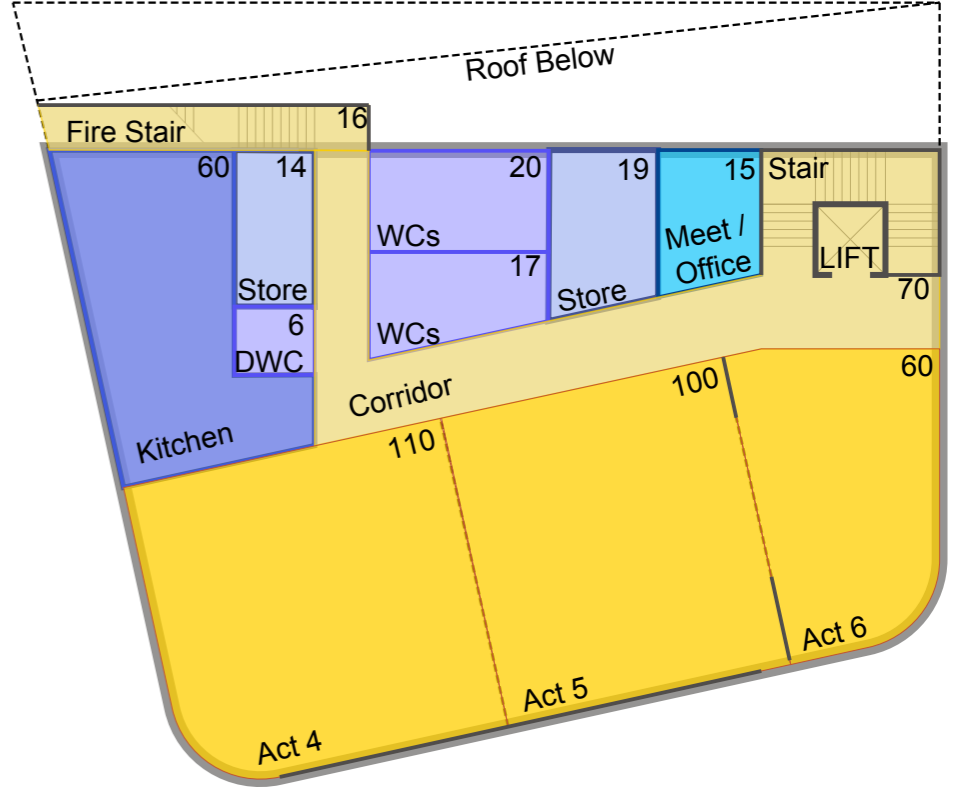 Roof Below
16
Fire Stair
60
14
20
19
15
Stair
WCs
Meet /
Office
LIFT
17
Store
Store
70
6
DWC
WCs
60
100
Corridor
110
Kitchen
Act 6
Act 5
Act 4